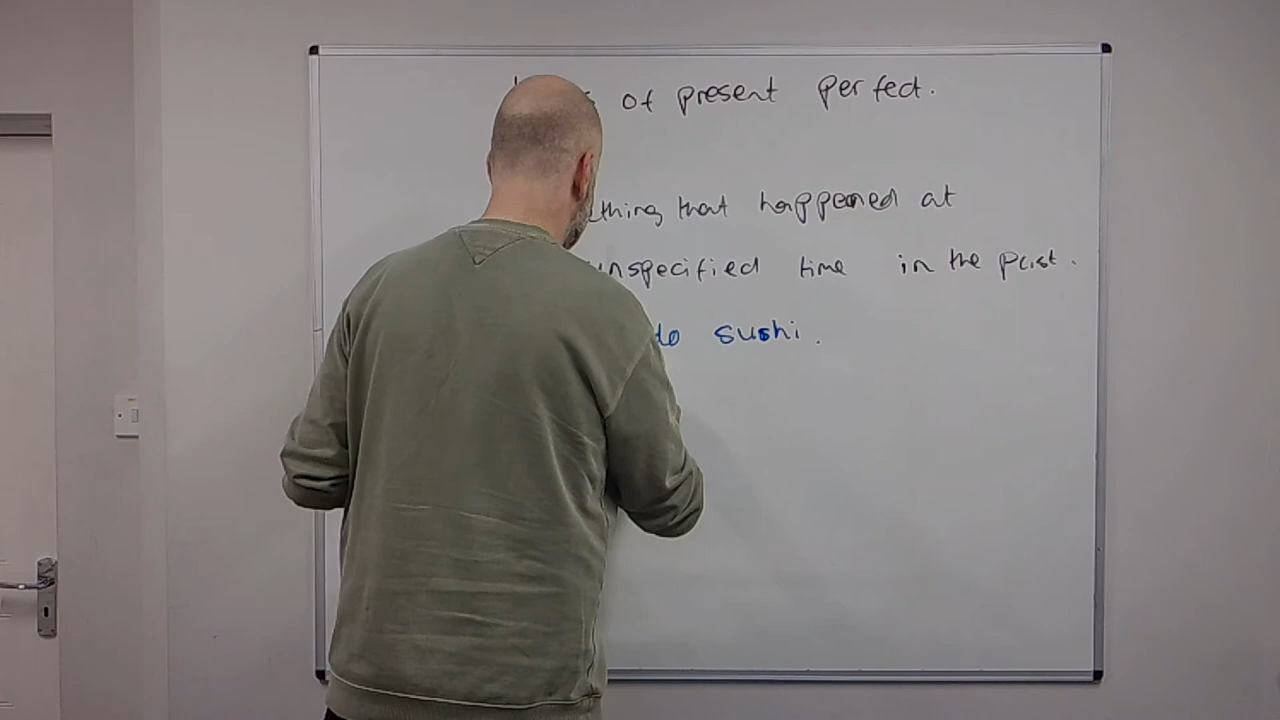 of present perfect.
thing that happened at
unspecified time in the past.
sushi.